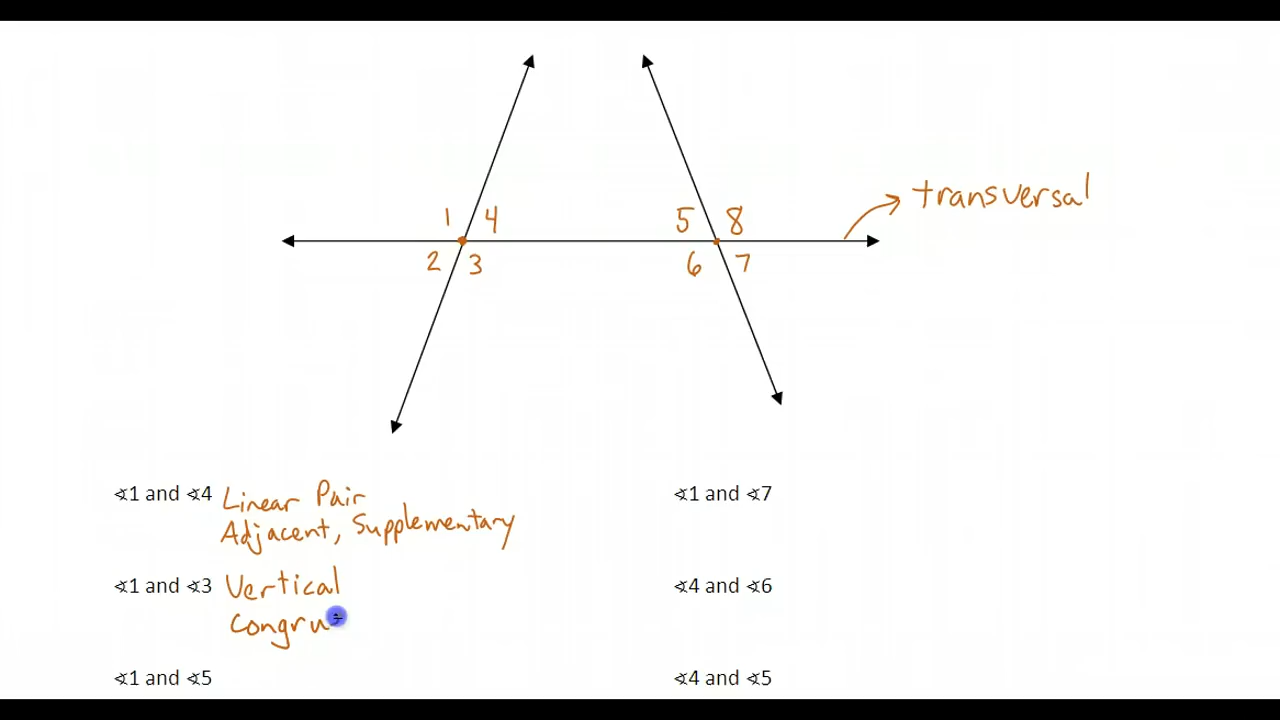 transversal
1 4 5 8
2 3 6 7
∢1 and ∢4 Linear Pair
Adjacent, Supplementary
∢1 and ∢3 Vertical
Congru
∢1 and ∢5
∢1 and ∢7
∢4 and ∢6
∢4 and ∢5